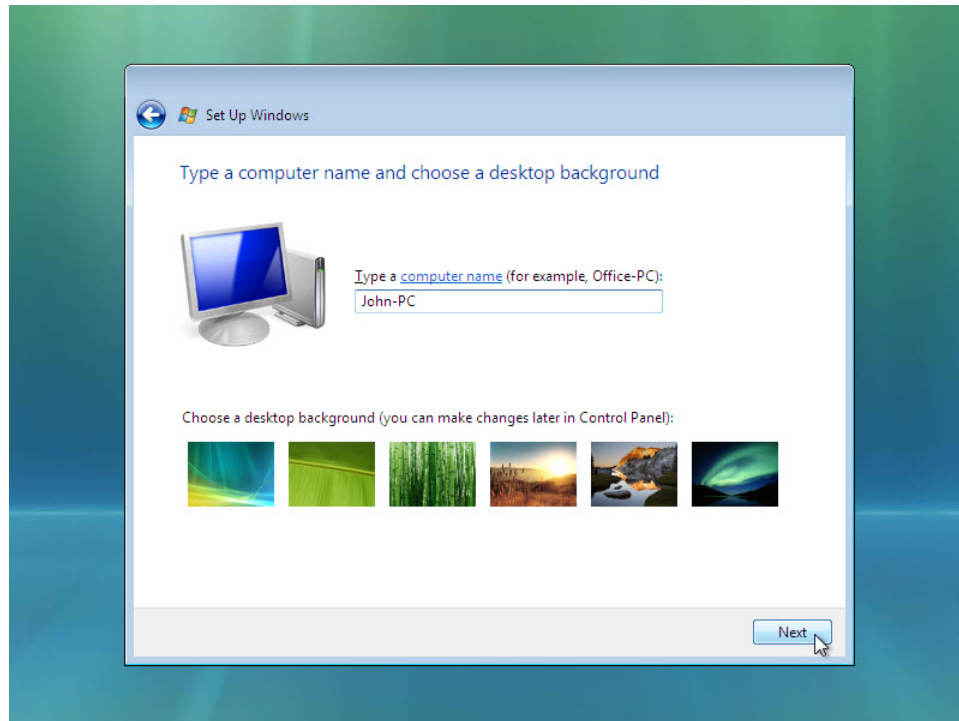 Set Up Windows
Type a computer name and choose a desktop background
Type a computer name (for example, Office-PC):
John-PC
Choose a desktop background (you can make changes later in Control Panel):
Next